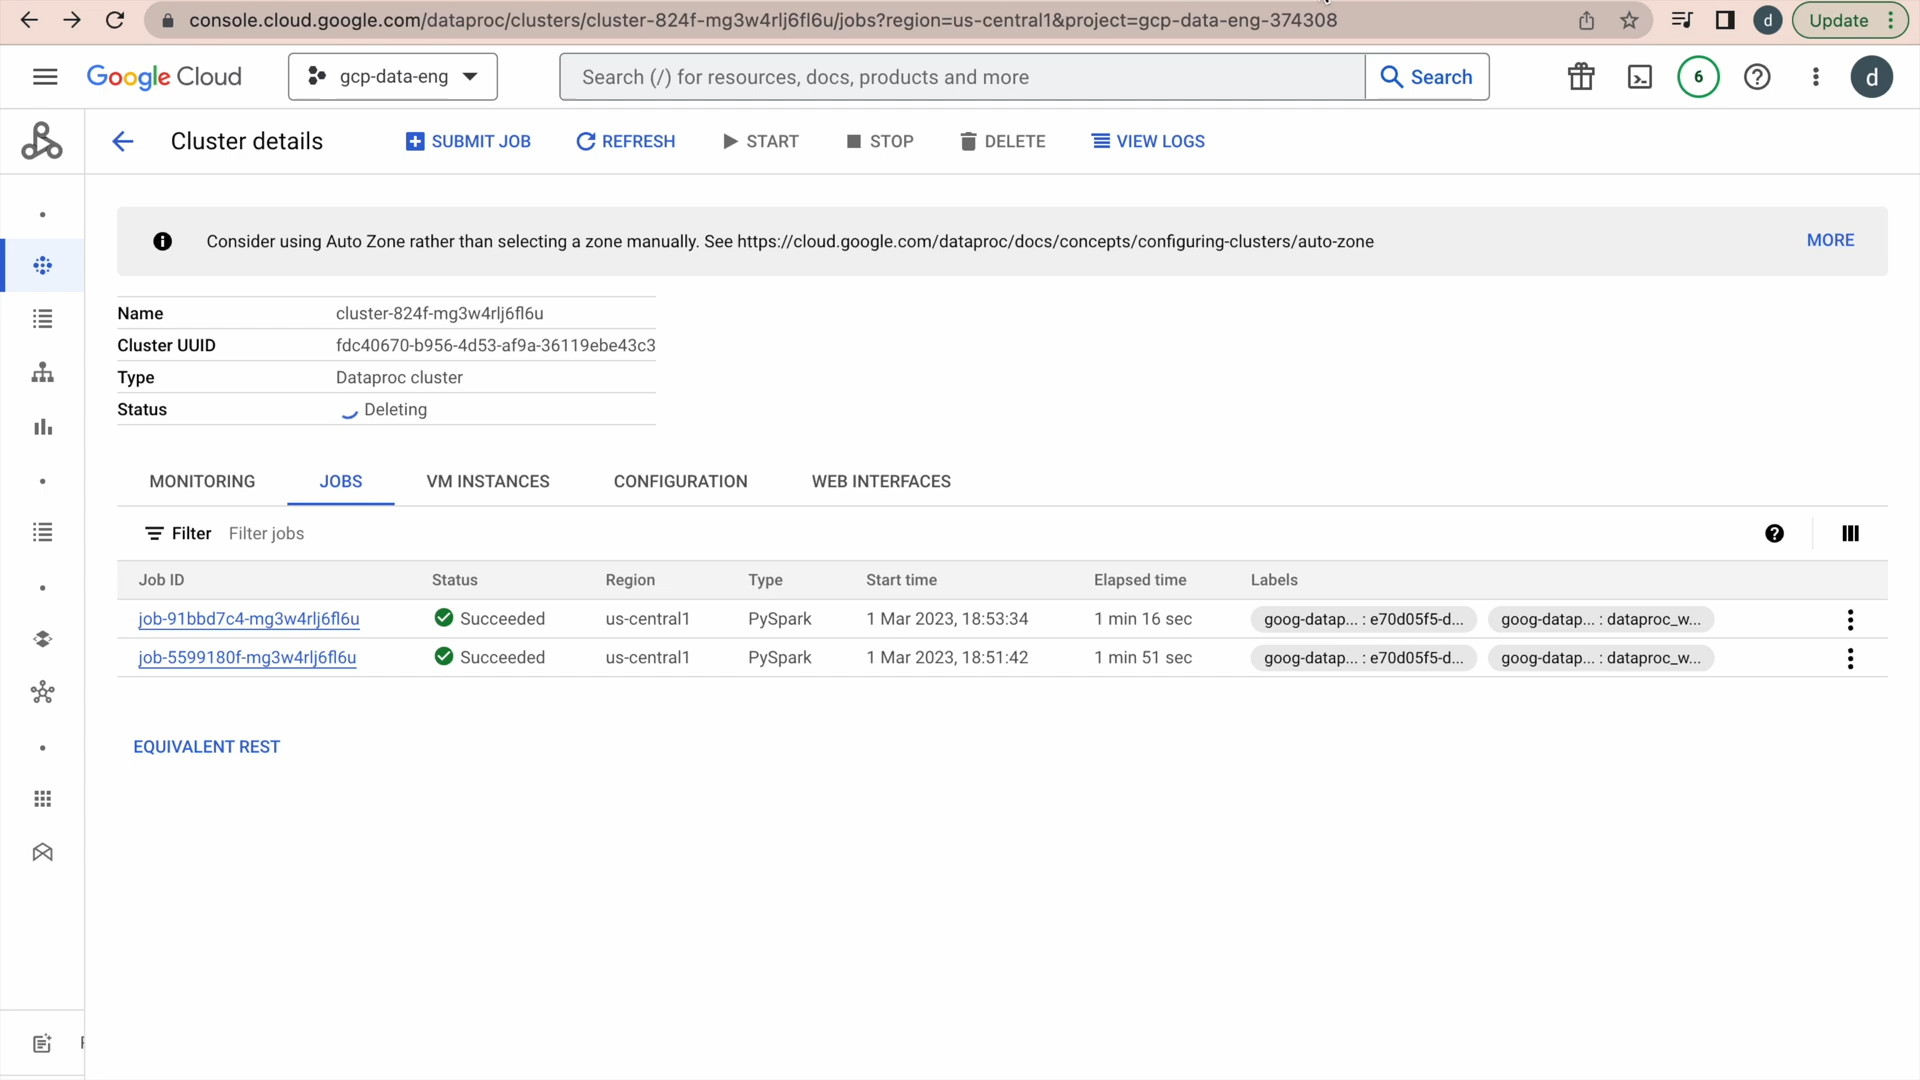 console.cloud.google.com/dataproc/clusters/cluster-824f-mg3w4rlj6fl6u/jobs?region=us-central1&project=gcp-data-eng-374308
d
Update
Google Cloud
gcp-data-eng
Search (/) for resources, docs, products and more
Search
6
d
Cluster details
SUBMIT JOB
REFRESH
START
STOP
DELETE
VIEW LOGS
Consider using Auto Zone rather than selecting a zone manually. See https://cloud.google.com/dataproc/docs/concepts/configuring-clusters/auto-zone
MORE
Name cluster-824f-mg3w4rlj6fl6u
Cluster UUID fdc40670-b956-4d53-af9a-36119ebe43c3
Type Dataproc cluster
Status Deleting
MONITORING JOBS VM INSTANCES CONFIGURATION WEB INTERFACES
Filter Filter jobs
Job ID Status Region Type Start time Elapsed time Labels
job-91bbd7c4-mg3w4rlj6fl6u Succeeded us-central1 PySpark 1 Mar 2023, 18:53:34 1 min 16 sec goog-datap... : e70d05f5-d... goog-datap... : dataproc_w...
job-5599180f-mg3w4rlj6fl6u Succeeded us-central1 PySpark 1 Mar 2023, 18:51:42 1 min 51 sec goog-datap... : e70d05f5-d... goog-datap... : dataproc_w...
EQUIVALENT REST